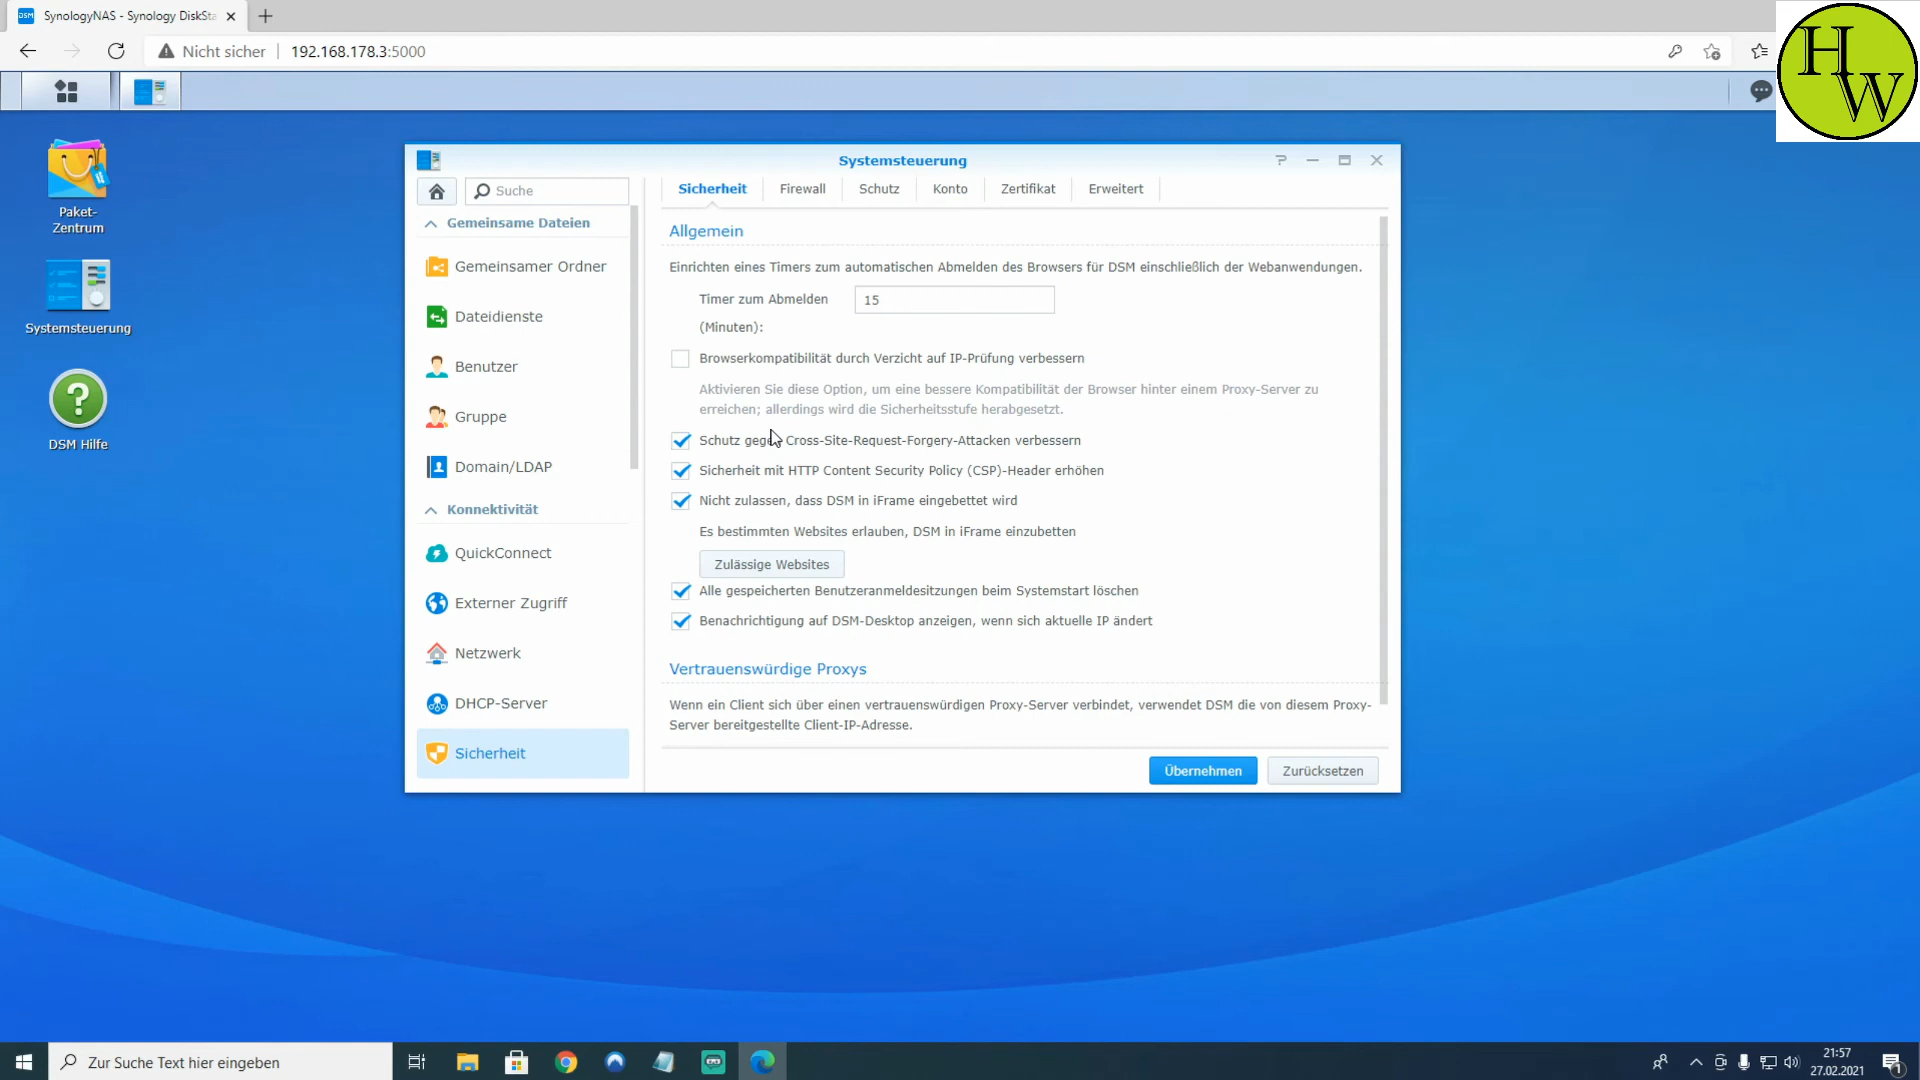 SynologyNAS - Synology DiskSta
Nicht sicher
192.168.178.3:5000
HW
Paket-
Zentrum
Systemsteuerung
DSM Hilfe
Systemsteuerung
Suche
Gemeinsame Dateien
Gemeinsamer Ordner
Dateidienste
Benutzer
Gruppe
Domain/LDAP
Konnektivität
QuickConnect
Externer Zugriff
Netzwerk
DHCP-Server
Sicherheit
Sicherheit
Firewall
Schutz
Konto
Zertifikat
Erweitert
Allgemein
Einrichten eines Timers zum automatischen Abmelden des Browsers für DSM einschließlich der Webanwendungen.
Timer zum Abmelden
(Minuten):
15
Browserkompatibilität durch Verzicht auf IP-Prüfung verbessern
Aktivieren Sie diese Option, um eine bessere Kompatibilität der Browser hinter einem Proxy-Server zu
erreichen; allerdings wird die Sicherheitsstufe herabgesetzt.
Schutz gegen Cross-Site-Request-Forgery-Attacken verbessern
Sicherheit mit HTTP Content Security Policy (CSP)-Header erhöhen
Nicht zulassen, dass DSM in iFrame eingebettet wird
Es bestimmten Websites erlauben, DSM in iFrame einzubetten
Zulässige Websites
Alle gespeicherten Benutzeranmeldesitzungen beim Systemstart löschen
Benachrichtigung auf DSM-Desktop anzeigen, wenn sich aktuelle IP ändert
Vertrauenswürdige Proxys
Wenn ein Client sich über einen vertrauenswürdigen Proxy-Server verbindet, verwendet DSM die von diesem Proxy-
Server bereitgestellte Client-IP-Adresse.
Übernehmen
Zurücksetzen
Zur Suche Text hier eingeben
21:57
27.02.2021
1